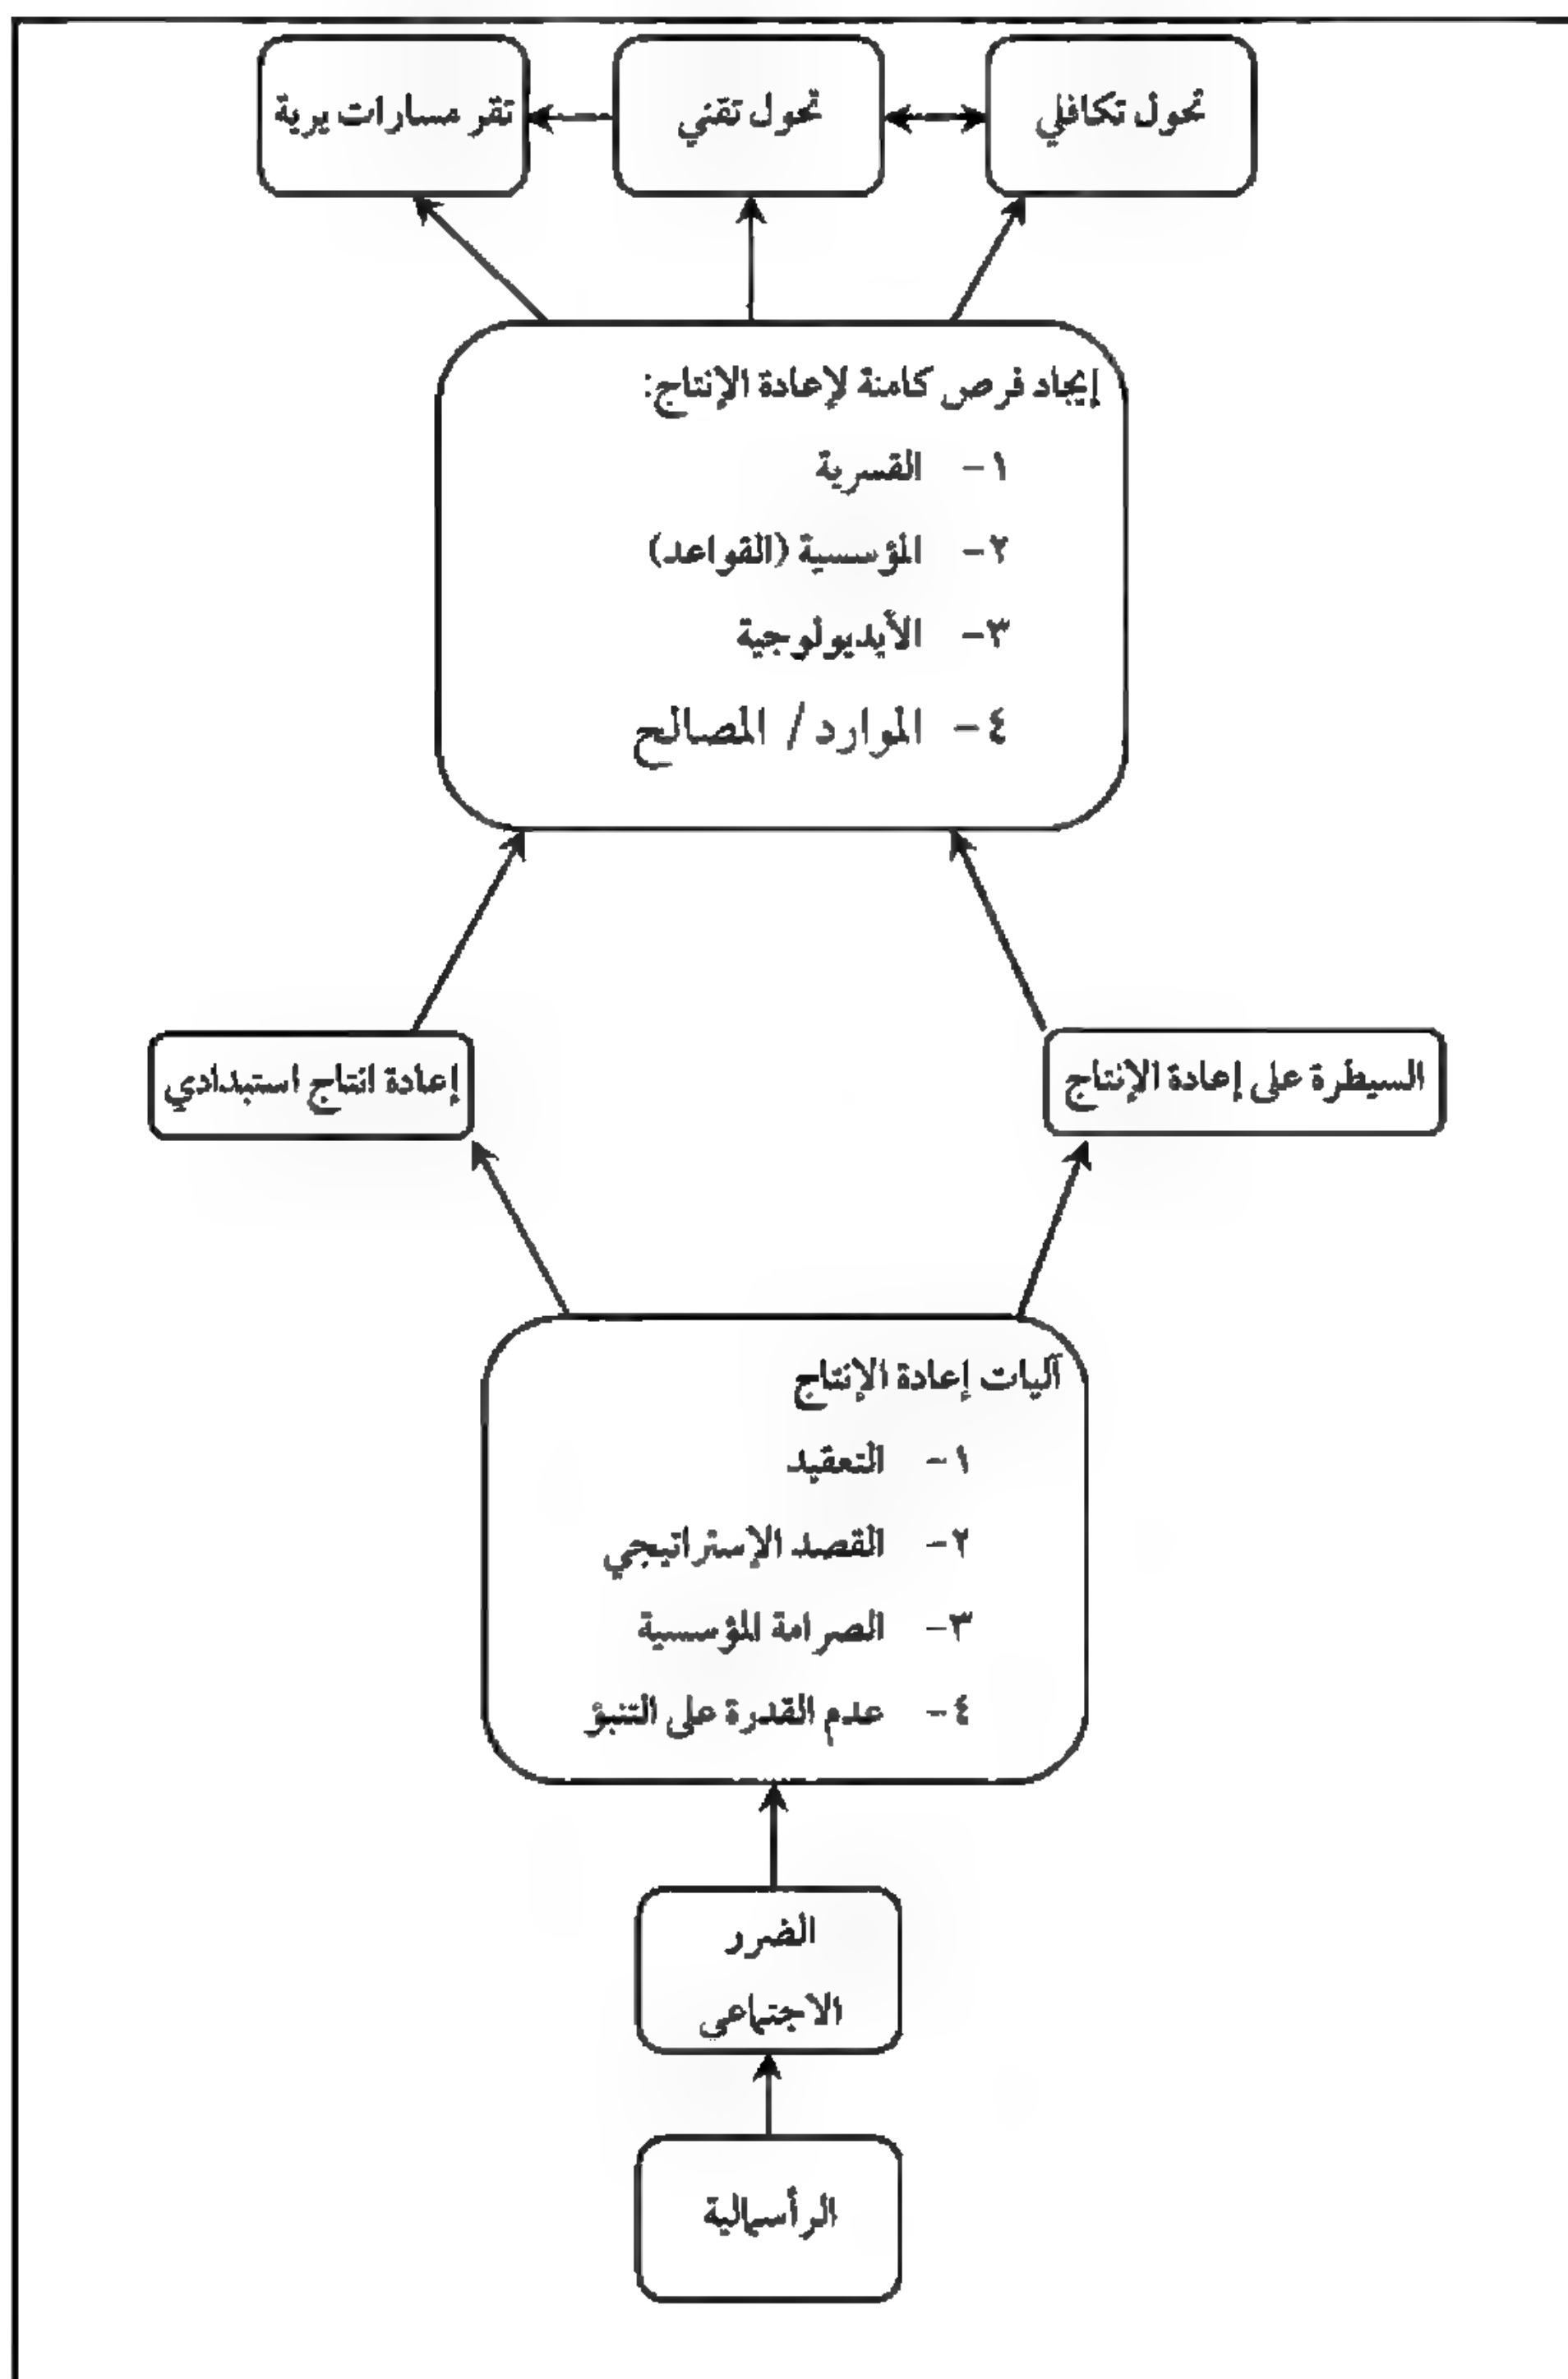 تحول تكافلي
تحول تقني
تقر مسارات برية
إيجاد فرص كامنة لإعادة الإنتاج:
١- القسرية
٢- المؤسسية (القواعد)
٣- الأيديولوجية
٤- الموارد / المصالح
السيطرة على إعادة الإنتاج
إعادة انتاج استبدادي
آليات إعادة الإنتاج
١- التعقيد
٢- القصد الإستراتيجي
٣- الصرامة المؤسسية
٤- عدم القدرة على التنبؤ
الضرر
الاجتماعي
الرأسمالية